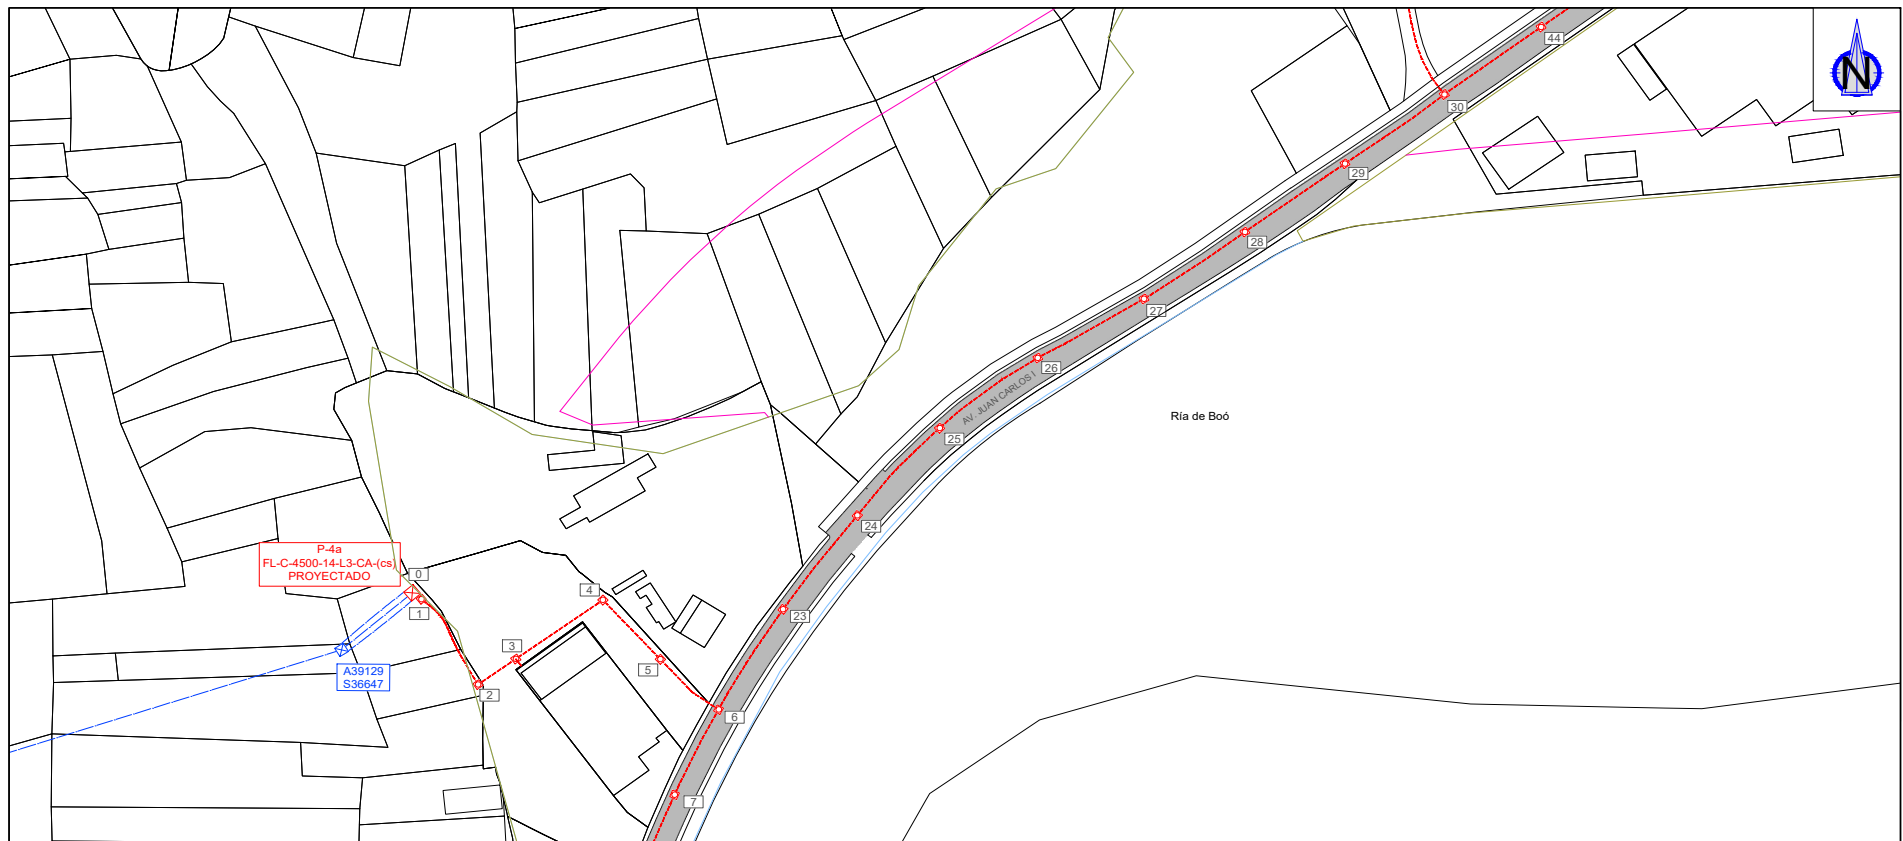 N
44
30
29
28
27
26
AV. JUAN CARLOS I
Ría de Boó
25
24
P-4a
FL-C-4500-14-L3-CA-(cs)
PROYECTADO
0
1
4
23
3
5
A39129
S36647
2
6
7